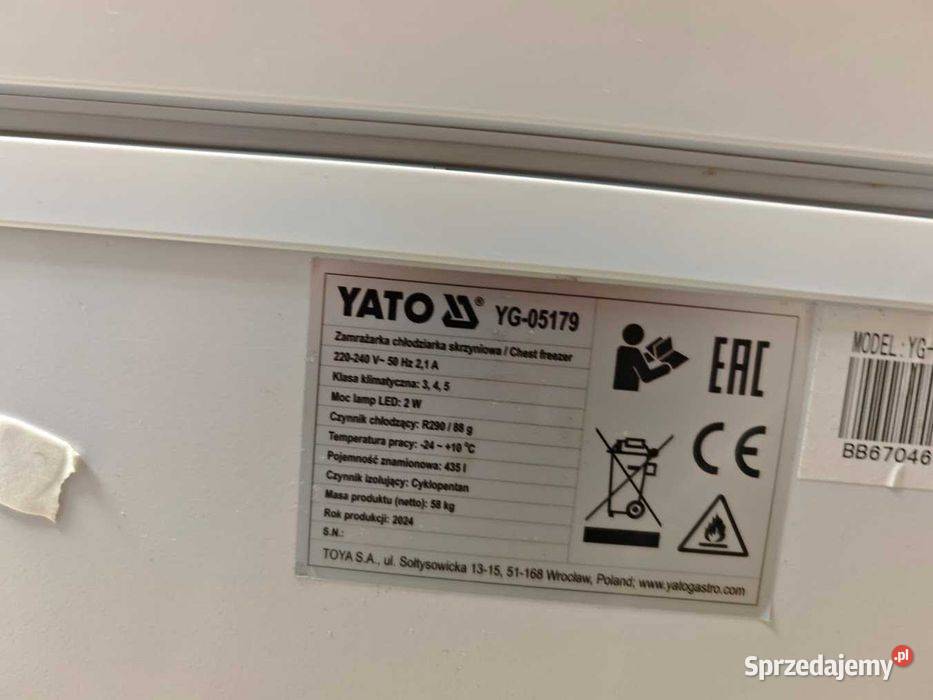 YATO ® YG-05179
Zamrażarka chłodziarka skrzyniowa / Chest freezer
220-240 V~ 50 Hz 2,1 A
Klasa klimatyczna: 3, 4, 5
Moc lamp LED: 2 W
Czynnik chłodzący: R290 / 88 g
Temperatura pracy: -24 ~ +10 °C
Pojemność znamionowa: 435 l
Czynnik izolujący: Cyklopentan
Masa produktu (netto): 58 kg
Rok produkcji: 2024
S.N.:
TOYA S.A., ul. Sołtysowicka 13-15, 51-168 Wrocław, Poland; www.yatogastro.com
EAC
CE
MODEL: YG-
BB67046
Sprzedajemy.pl